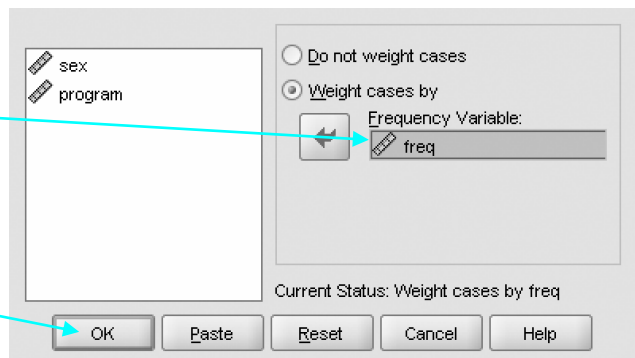 sex
program
Do not weight cases
Weight cases by
Frequency Variable:
freq
Current Status: Weight cases by freq
OK
Paste
Reset
Cancel
Help